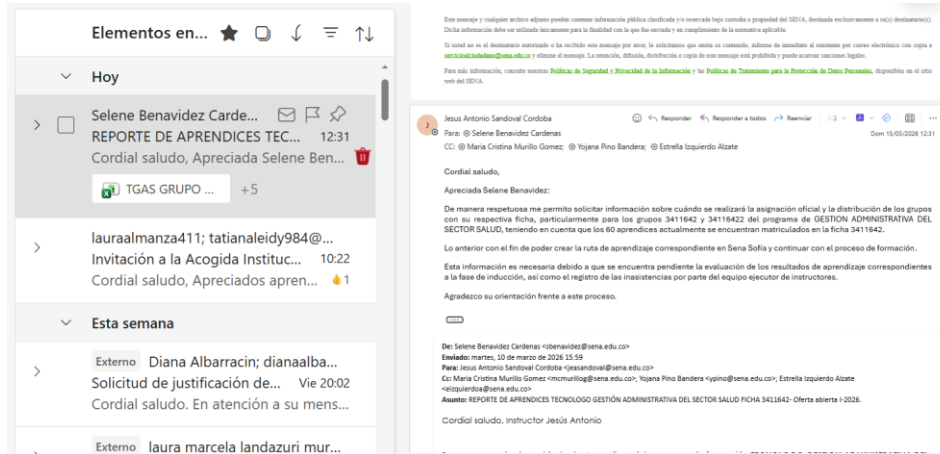 Elementos en...
Hoy
Selene Benavidez Carde...
REPORTE DE APRENDICES TEC... 12:31
Cordial saludo, Apreciada Selene Ben...
TGAS GRUPO ... +5
lauraalmanza411; tatianaleidy984@...
Invitación a la Acogida Instituc... 10:22
Cordial saludo, Apreciados apren... 👍1
Esta semana
Externo Diana Albarracin; dianaalba...
Solicitud de justificación de... Vie 20:02
Cordial saludo. En atención a su mens...
Externo laura marcela landazuri mur...
Este mensaje y cualquier archivo adjunto pueden contener información pública clasificada y/o reservada bajo custodia o propiedad del SENA, destinada exclusivamente a su(s) destinatario(s).
Dicha información debe ser utilizada únicamente para la finalidad con la que fue enviada y en cumplimiento de la normativa aplicable.
Si usted no es el destinatario autorizado o ha recibido este mensaje por error, le solicitamos que omita su contenido, informe de inmediato al remitente por correo electrónico con copia a
servicioalciudadano@sena.edu.co y elimine el mensaje. La retención, difusión, distribución o copia de este mensaje está prohibida y puede acarrear sanciones legales.
Para más información, consulte nuestras Políticas de Seguridad y Privacidad de la Información y las Políticas de Tratamiento para la Protección de Datos Personales, disponibles en el sitio
web del SENA.
J
Jesus Antonio Sandoval Cordoba
Responder Responder a todos Reenviar
Para: Selene Benavidez Cardenas
Dom 15/03/2026 12:31
CC: Maria Cristina Murillo Gomez; Yojana Pino Bandera; Estrella Izquierdo Alzate
Cordial saludo,
Apreciada Selene Benavidez:
De manera respetuosa me permito solicitar información sobre cuándo se realizará la asignación oficial y la distribución de los grupos
con su respectiva ficha, particularmente para los grupos 3411642 y 34116422 del programa de GESTION ADMINISTRATIVA DEL
SECTOR SALUD, teniendo en cuenta que los 60 aprendices actualmente se encuentran matriculados en la ficha 3411642.
Lo anterior con el fin de poder crear la ruta de aprendizaje correspondiente en Sena Sofía y continuar con el proceso de formación.
Esta información es necesaria debido a que se encuentra pendiente la evaluación de los resultados de aprendizaje correspondientes
a la fase de inducción, así como el registro de las inasistencias por parte del equipo ejecutor de instructores.
Agradezco su orientación frente a este proceso.
De: Selene Benavidez Cardenas <sbenavidez@sena.edu.co>
Enviado: martes, 10 de marzo de 2026 15:59
Para: Jesus Antonio Sandoval Cordoba <jeasandoval@sena.edu.co>
Cc: Maria Cristina Murillo Gomez <mcmurillog@sena.edu.co>; Yojana Pino Bandera <ypino@sena.edu.co>; Estrella Izquierdo Alzate
<eizquierdoa@sena.edu.co>
Asunto: REPORTE DE APRENDICES TECNOLOGO GESTIÓN ADMINISTRATIVA DEL SECTOR SALUD FICHA 3411642- Oferta abierta I-2026.
Cordial saludo, Instructor Jesús Antonio